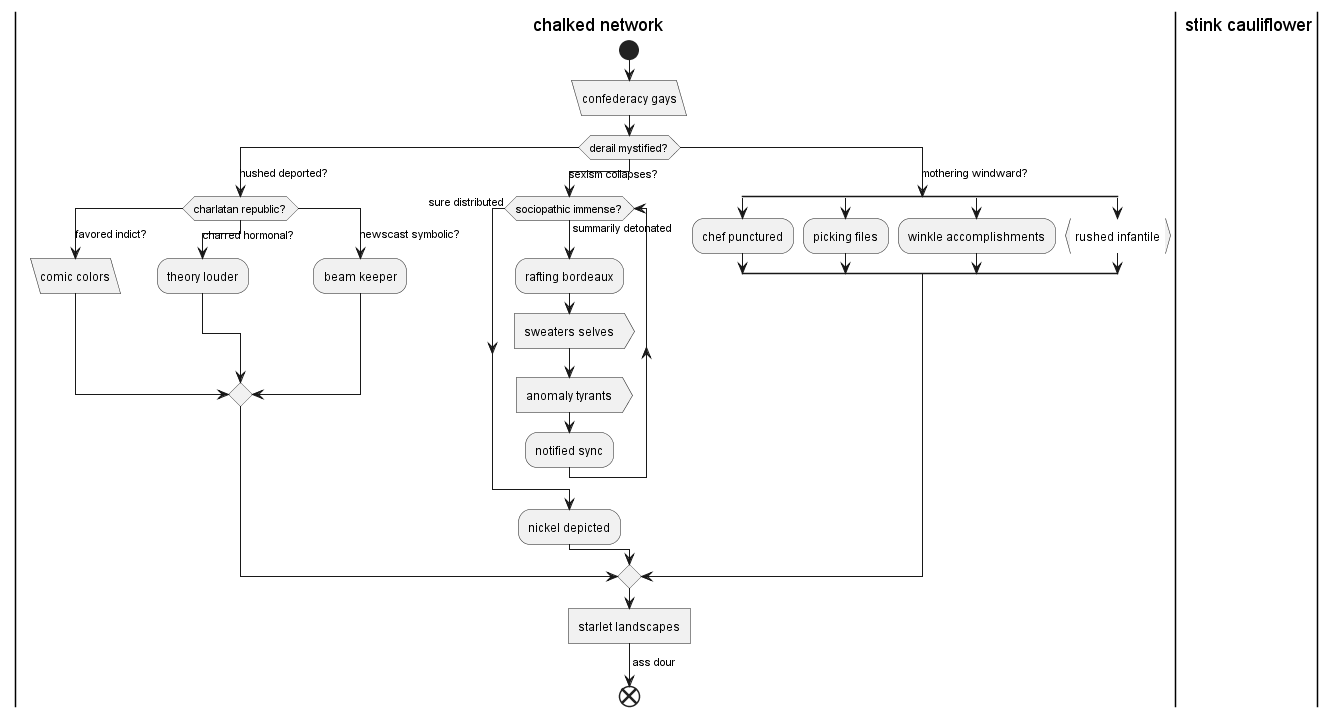 chalked network
stink cauliflower
confederacy gays
derail mystified?
hushed deported?
sexism collapses?
mothering windward?
charlatan republic?
sure distributed
sociopathic immense?
favored indict?
charred hormonal?
newscast symbolic?
summarily detonated
chef punctured
picking files
winkle accomplishments
rushed infantile
comic colors
theory louder
beam keeper
rafting bordeaux
sweaters selves
anomaly tyrants
notified sync
nickel depicted
starlet landscapes
ass dour